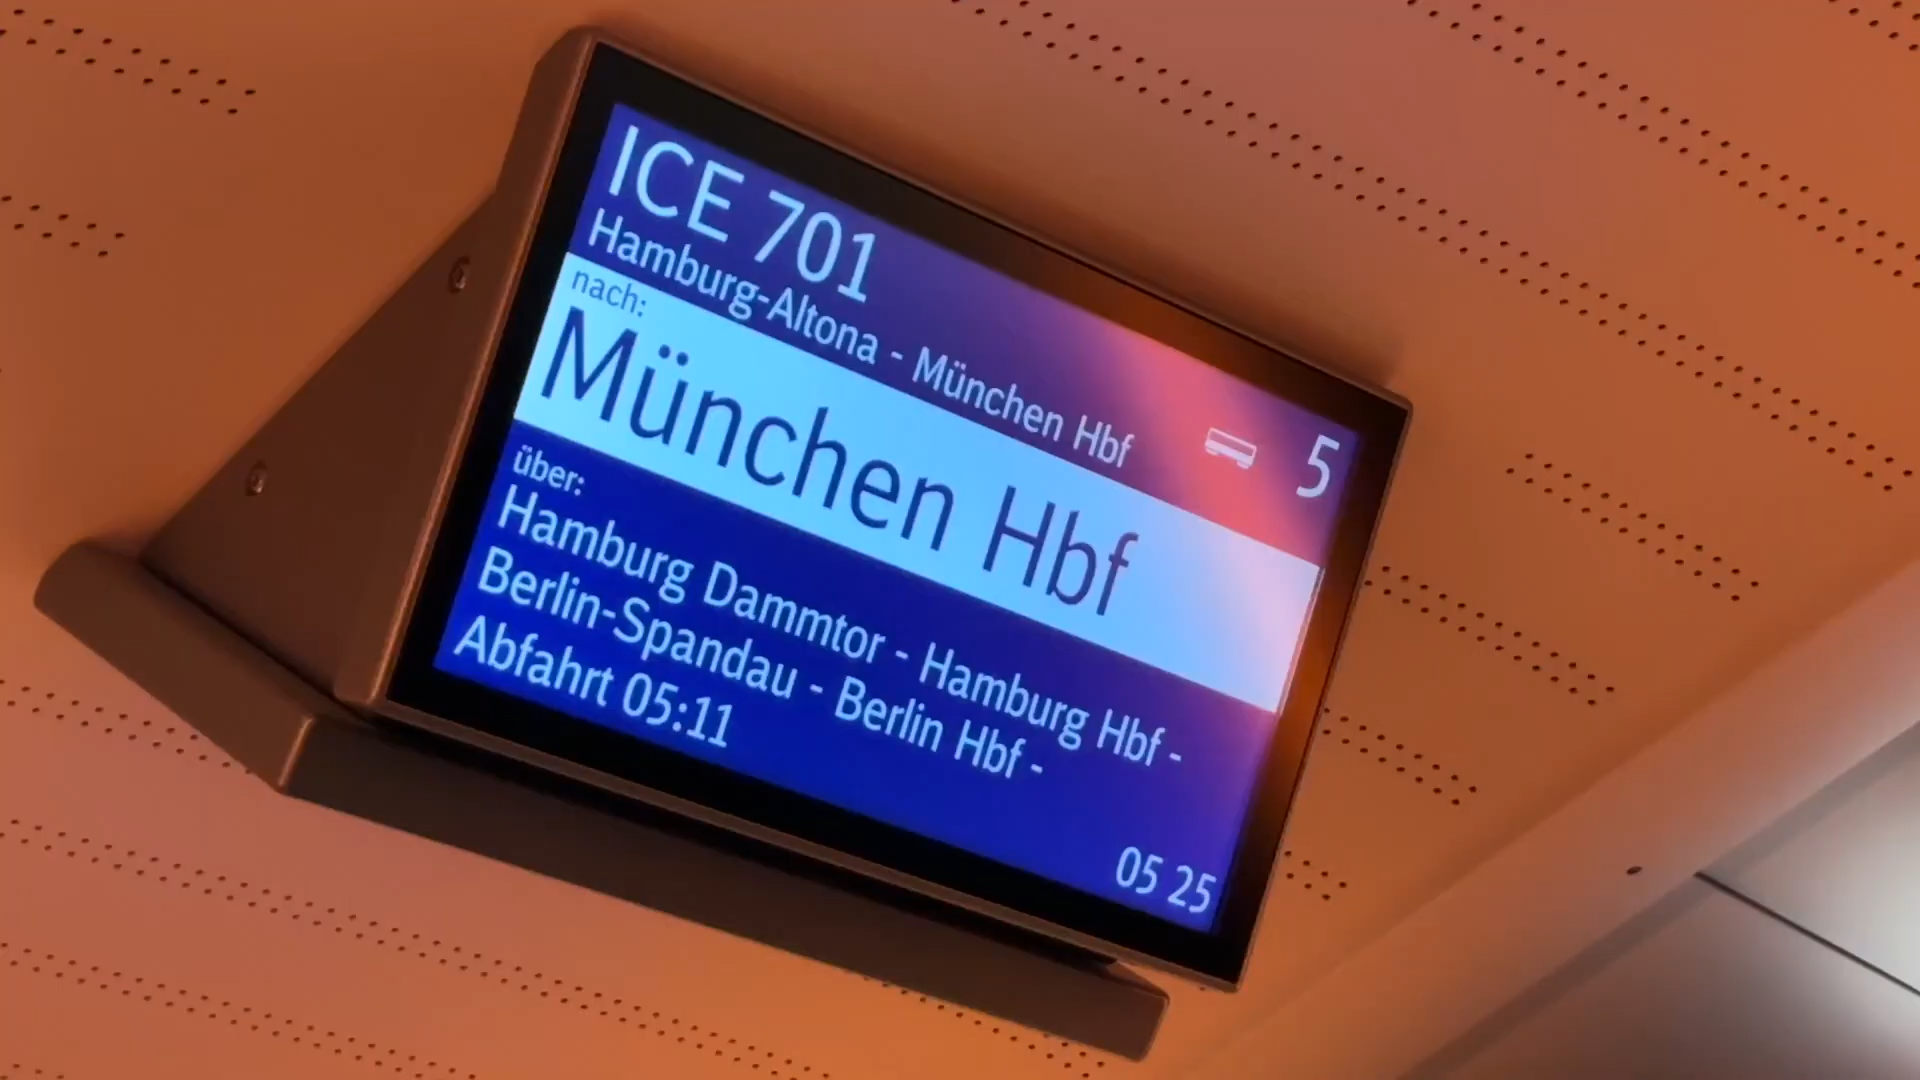 ICE 701
Hamburg-Altona - München Hbf
5
nach:
München Hbf
über:
Hamburg Dammtor - Hamburg Hbf -
Berlin-Spandau - Berlin Hbf -
Abfahrt 05:11
05 25